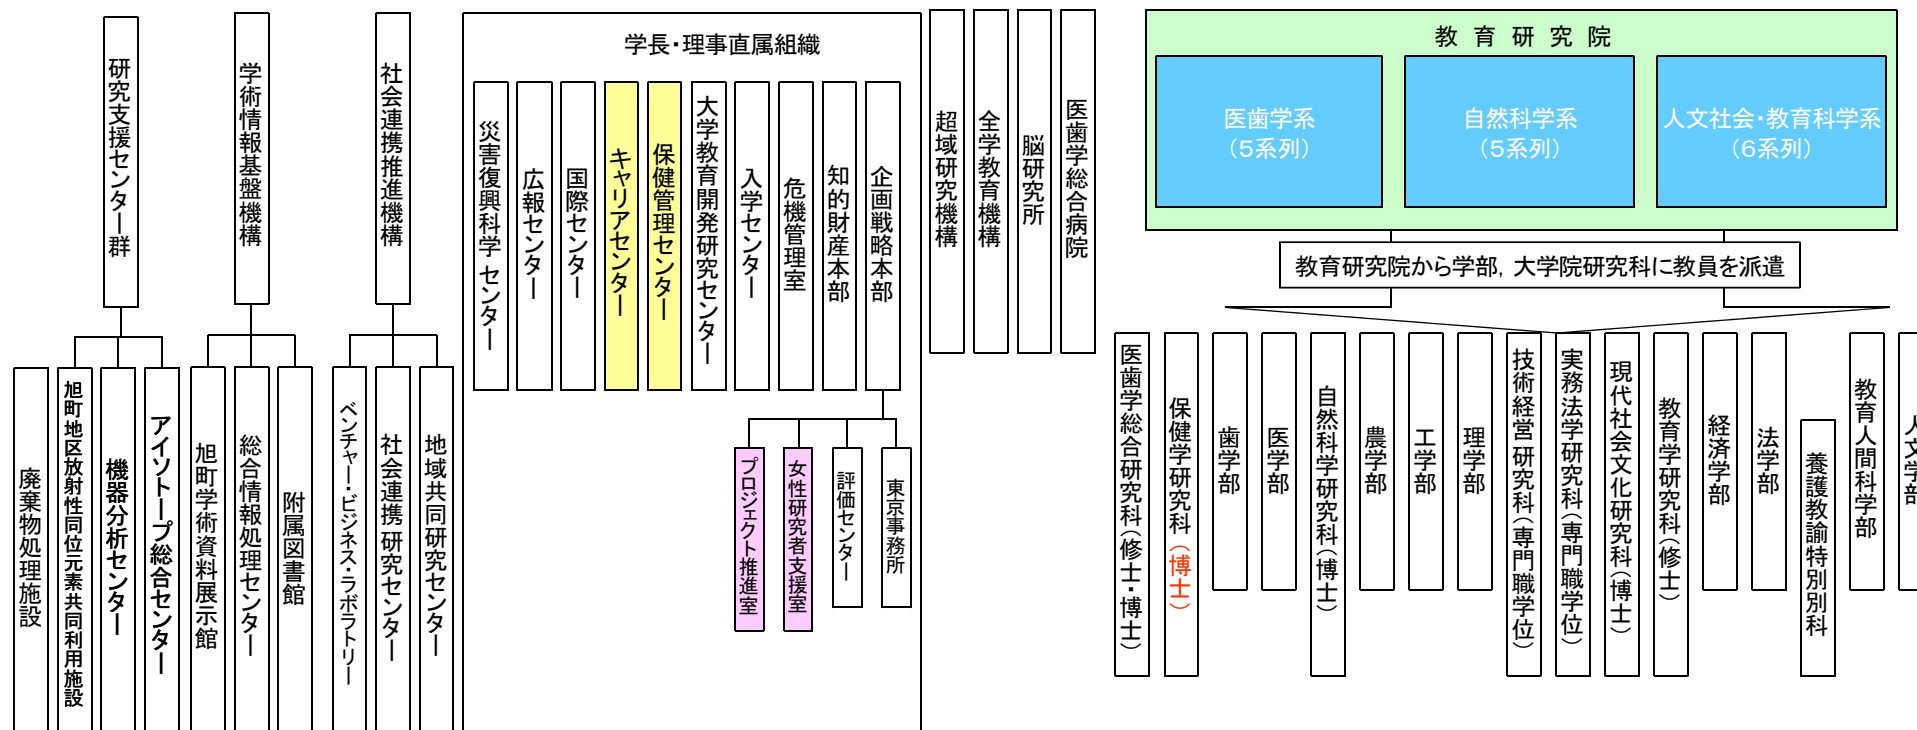 研究支援センター群
学術情報基盤機構
社会連携推進機構
学長・理事直属組織
災害復興科学センター
広報センター
国際センター
キャリアセンター
保健管理センター
大学教育開発研究センター
入学センター
危機管理室
知的財産本部
企画戦略本部
超域研究機構
全学教育機構
脳研究所
医歯学総合病院
教育研究院
医歯学系
（5系列）
自然科学系
（5系列）
人文社会・教育科学系
（6系列）
教育研究院から学部，大学院研究科に教員を派遣
廃棄物処理施設
旭町地区放射性同位元素共同利用施設
機器分析センター
アイソトープ総合センター
旭町学術資料展示館
総合情報処理センター
附属図書館
ベンチャー・ビジネス・ラボラトリー
社会連携研究センター
地域共同研究センター
プロジェクト推進室
女性研究者支援室
評価センター
東京事務所
医歯学総合研究科（修士・博士）
保健学研究科（博士）
歯学部
医学部
自然科学研究科（博士）
農学部
工学部
理学部
技術経営研究科（専門職学位）
実務法学研究科（専門職学位）
現代社会文化研究科（博士）
教育学研究科（修士）
経済学部
法学部
養護教諭特別別科
教育人間科学部
人文学部